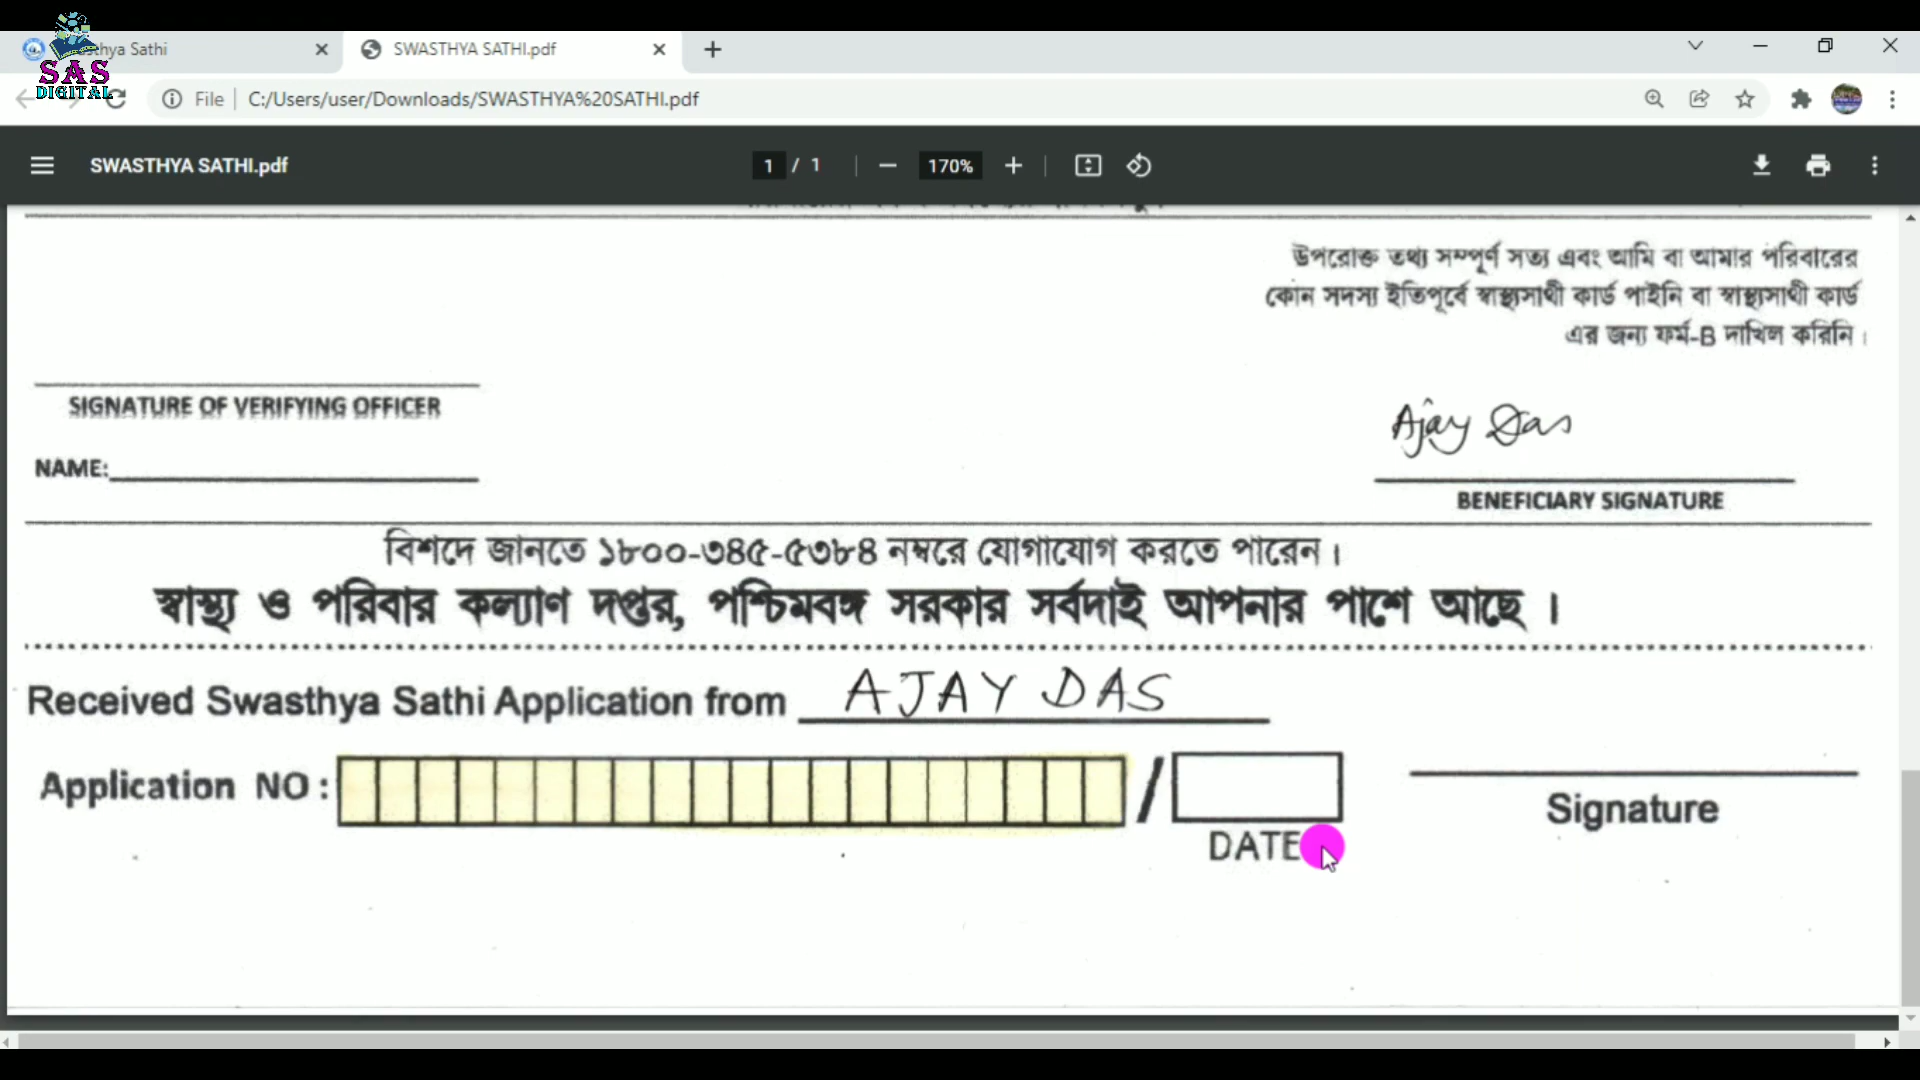 SAS
DIGITAL
thya Sathi
SWASTHYA SATHI.pdf
File
C:/Users/user/Downloads/SWASTHYA%20SATHI.pdf
SWASTHYA SATHI.pdf
1 / 1
170%
উপরোক্ত তথ্য সম্পূর্ণ সত্য এবং আমি বা আমার পরিবারের
কোন সদস্য ইতিপূর্বে স্বাস্থ্যসাথী কার্ড পাইনি বা স্বাস্থ্যসাথী কার্ড
এর জন্য ফর্ম-B দাখিল করিনি।
SIGNATURE OF VERIFYING OFFICER
Ajay Das
NAME:
BENEFICIARY SIGNATURE
বিশদে জানতে ১৮০০-৩৪৫-৫৩৮৪ নম্বরে যোগাযোগ করতে পারেন।
স্বাস্থ্য ও পরিবার কল্যাণ দপ্তর, পশ্চিমবঙ্গ সরকার সর্বদাই আপনার পাশে আছে।
Received Swasthya Sathi Application from AJAY DAS
Application NO : /
Signature
DATE